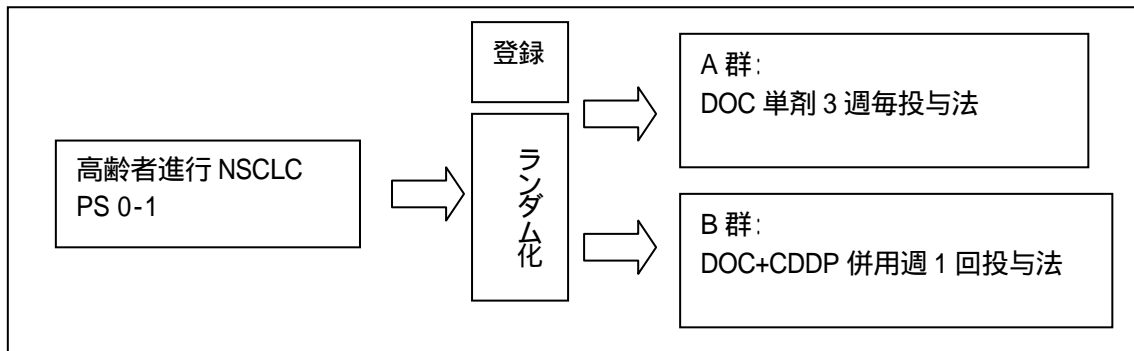 高齢者進行 NSCLC
PS 0-1
登録
ランダム化
A 群:
DOC 単剤 3 週毎投与法
B 群:
DOC+CDDP 併用週 1 回投与法